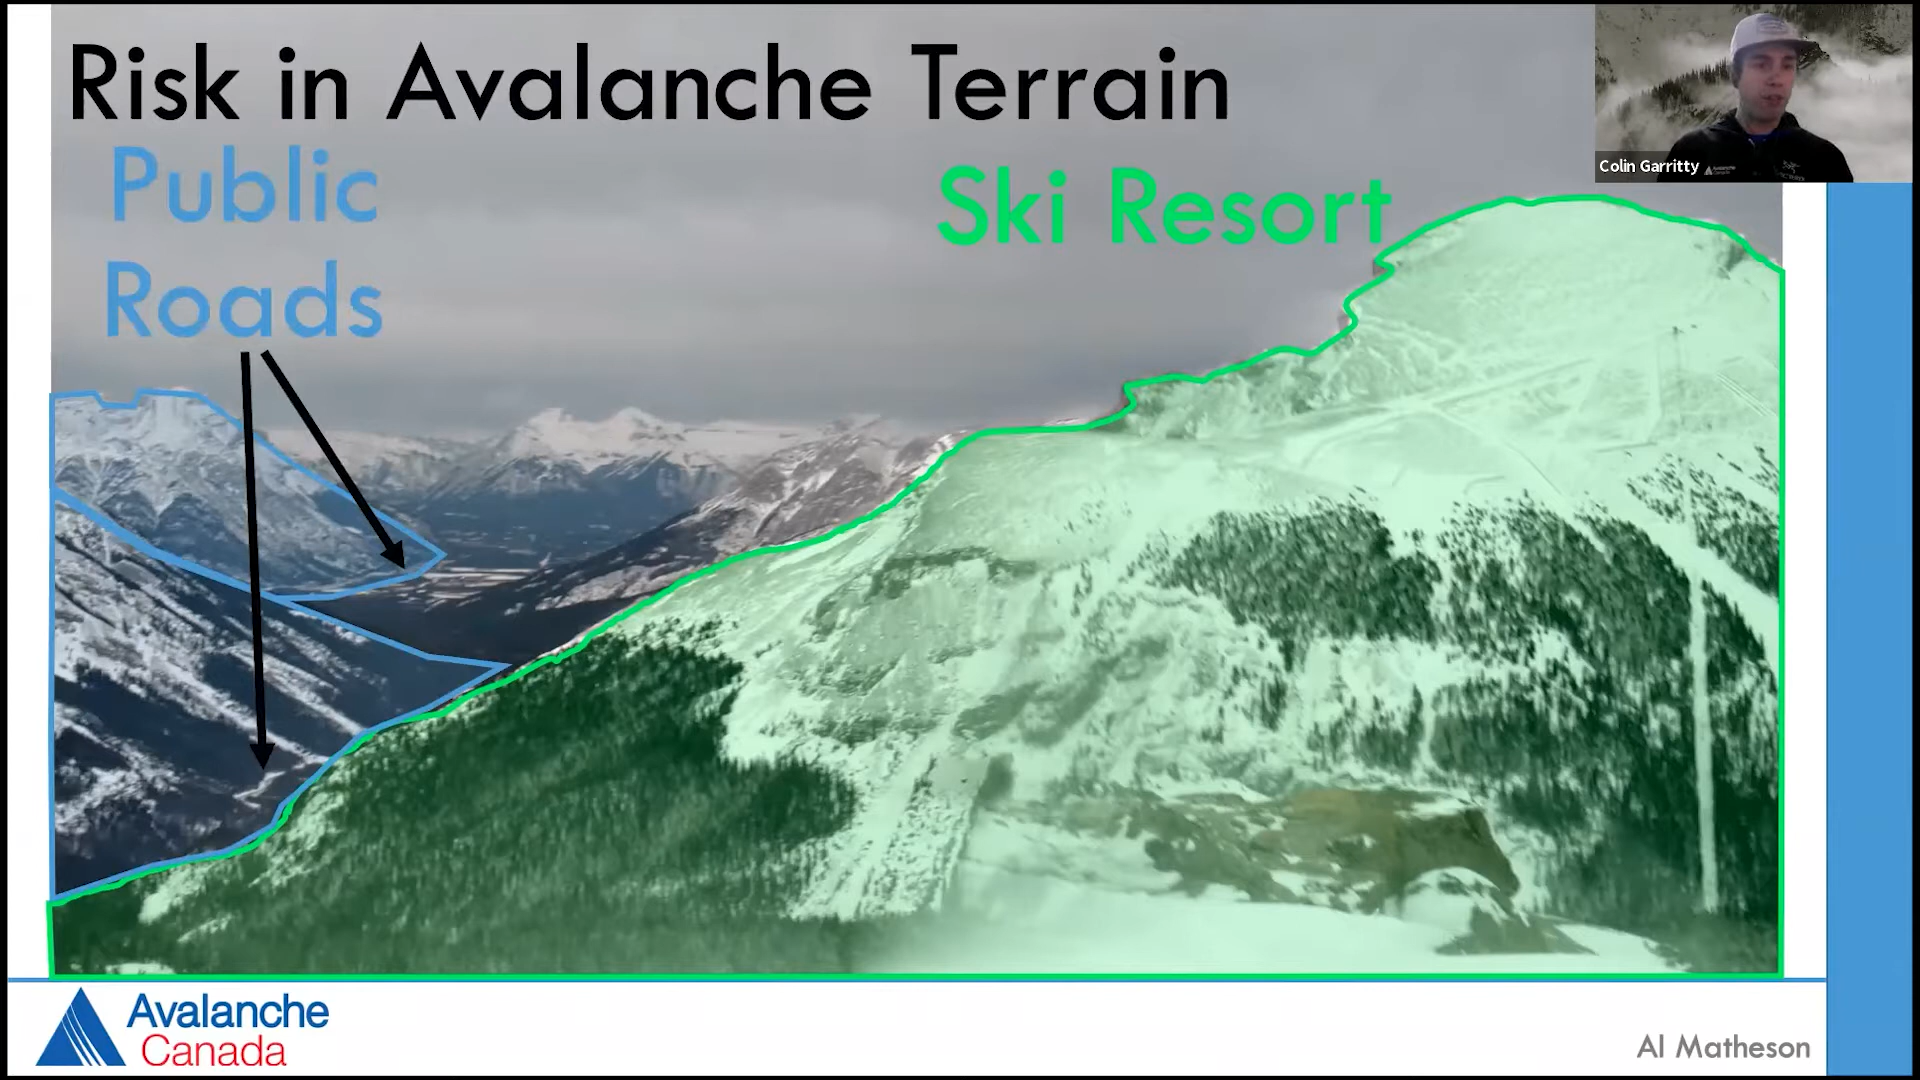 Risk in Avalanche Terrain
Public
Roads
Ski Resort
Colin Garritty
Avalanche
Canada
Al Matheson